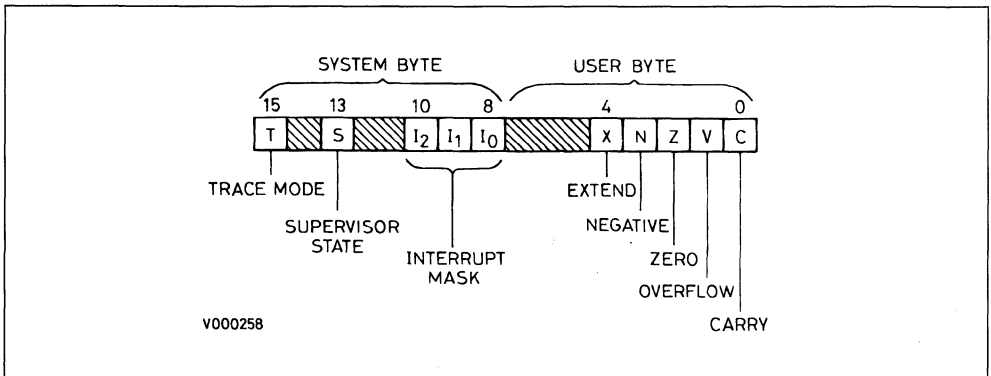 SYSTEM BYTE USER BYTE
15 13 10 8 4 0
T S I2 I1 I0 X N Z V C
TRACE MODE
SUPERVISOR
STATE
INTERRUPT
MASK
EXTEND
NEGATIVE
ZERO
OVERFLOW
CARRY
V000258